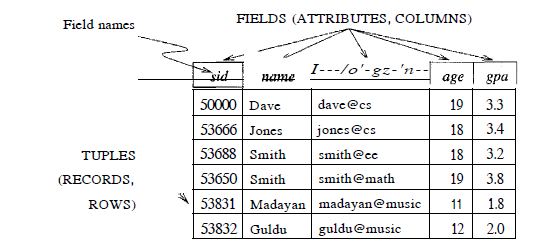 FIELDS (ATTRIBUTES, COLUMNS)
Field names
sid name I---/o'-gz-'n-- age gpa
50000 Dave dave@cs 19 3.3
53666 Jones jones@cs 18 3.4
53688 Smith smith@ee 18 3.2
TUPLES
53650 Smith smith@math 19 3.8
(RECORDS,
ROWS)
53831 Madayan madayan@music 11 1.8
53832 Guldu guldu@music 12 2.0